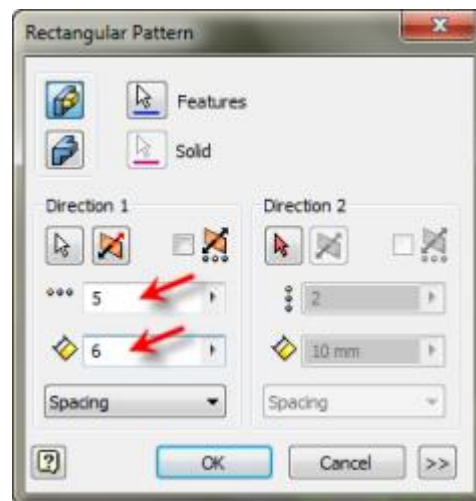 Rectangular Pattern
Features
Solid
Direction 1
Direction 2
5
2
6
10 mm
Spacing
Spacing
?
OK
Cancel
>>